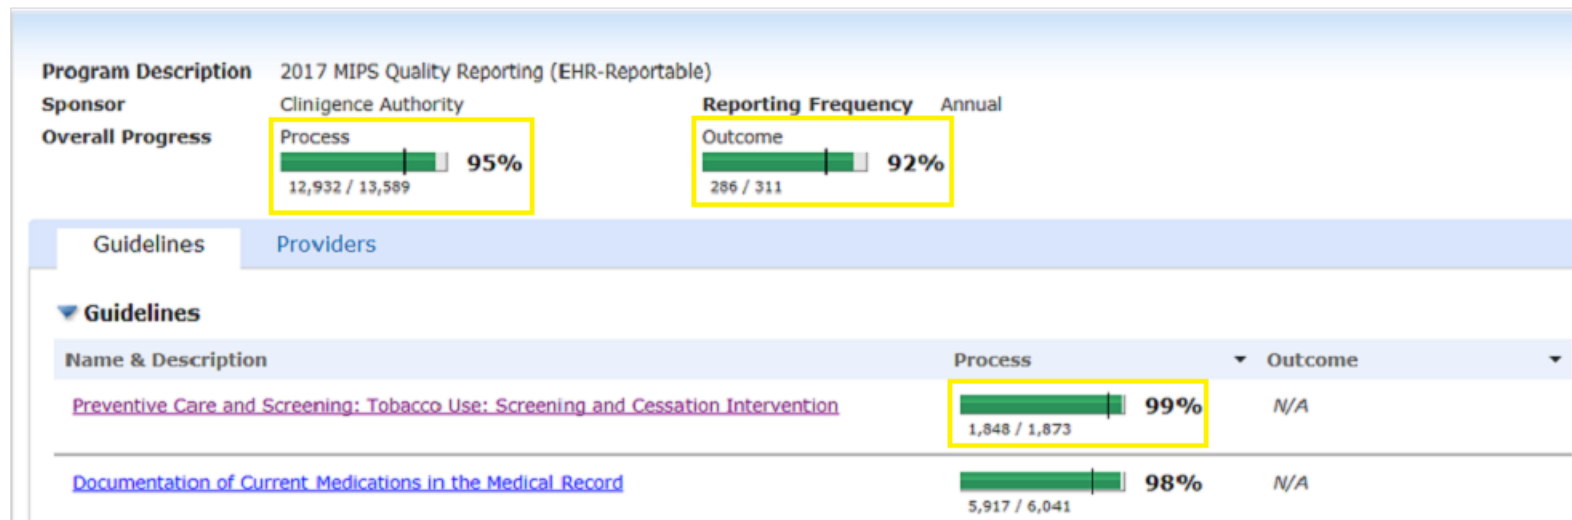 Program Description 2017 MIPS Quality Reporting (EHR-Reportable)
Sponsor Clinigence Authority Reporting Frequency Annual
Overall Progress Process Outcome
95% 92%
12,932 / 13,589 286 / 311
Guidelines Providers
Guidelines
Name & Description Process Outcome
Preventive Care and Screening: Tobacco Use: Screening and Cessation Intervention 99% N/A
1,848 / 1,873
Documentation of Current Medications in the Medical Record 98% N/A
5,917 / 6,041